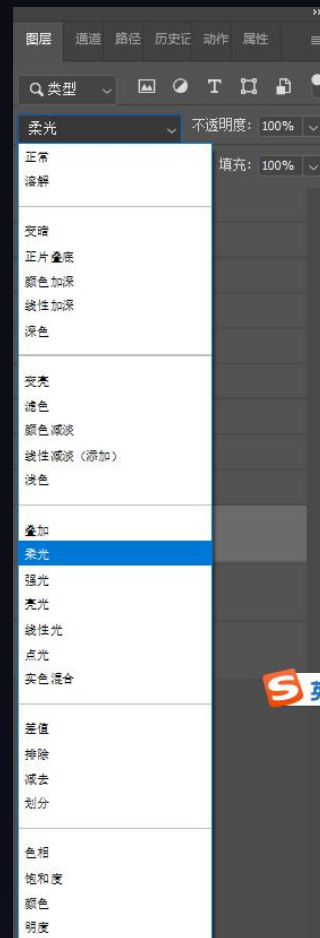 图层 通道 路径 历史记 动作 属性
类型
柔光 不透明度: 100%
正常 填充: 100%
溶解
变暗
正片叠底
颜色加深
线性加深
深色
变亮
滤色
颜色减淡
线性减淡（添加）
浅色
叠加
柔光
强光
亮光
线性光
点光
实色混合
差值
排除
减去
划分
色相
饱和度
颜色
明度